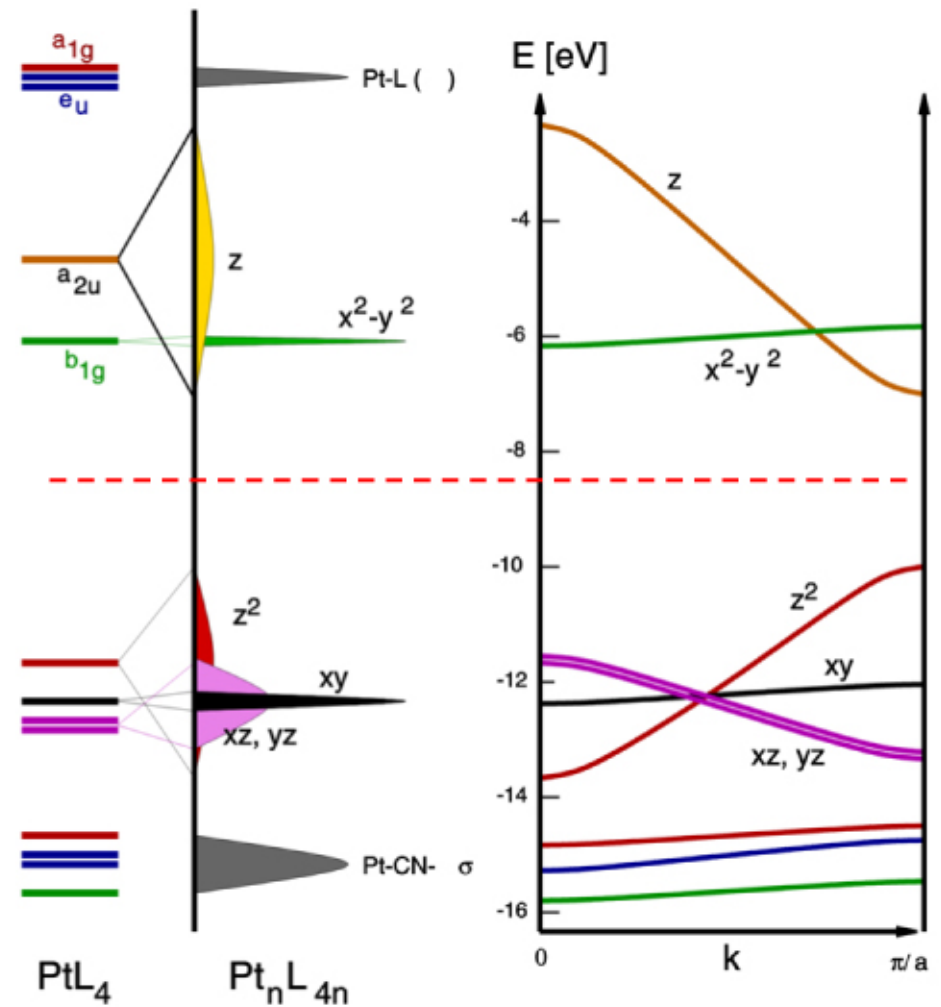 a1g
eu
a2u
b1g
Pt-L ( )
z
x2-y 2
z2
xy
xz, yz
Pt-CN- σ
PtL4
PtnL4n
E [eV]
-4
-6
-8
-10
-12
-14
-16
z
x2-y 2
z2
xy
xz, yz
0
k
π/a